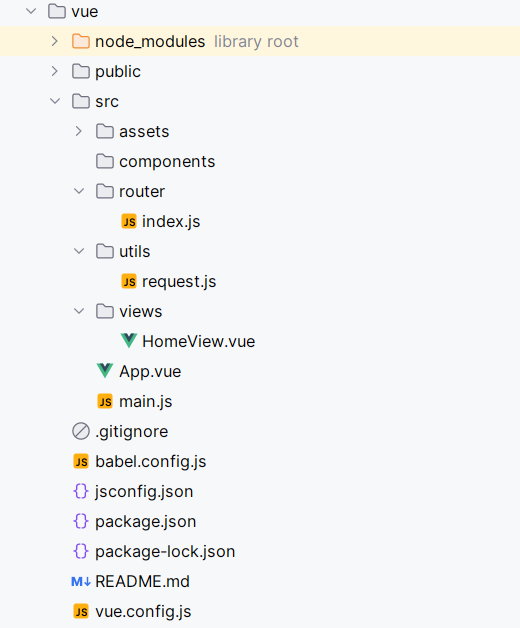 vue
node_modules library root
public
src
assets
components
router
JS index.js
utils
JS request.js
views
HomeView.vue
App.vue
JS main.js
.gitignore
JS babel.config.js
{} jsconfig.json
{} package.json
{} package-lock.json
M↓ README.md
JS vue.config.js